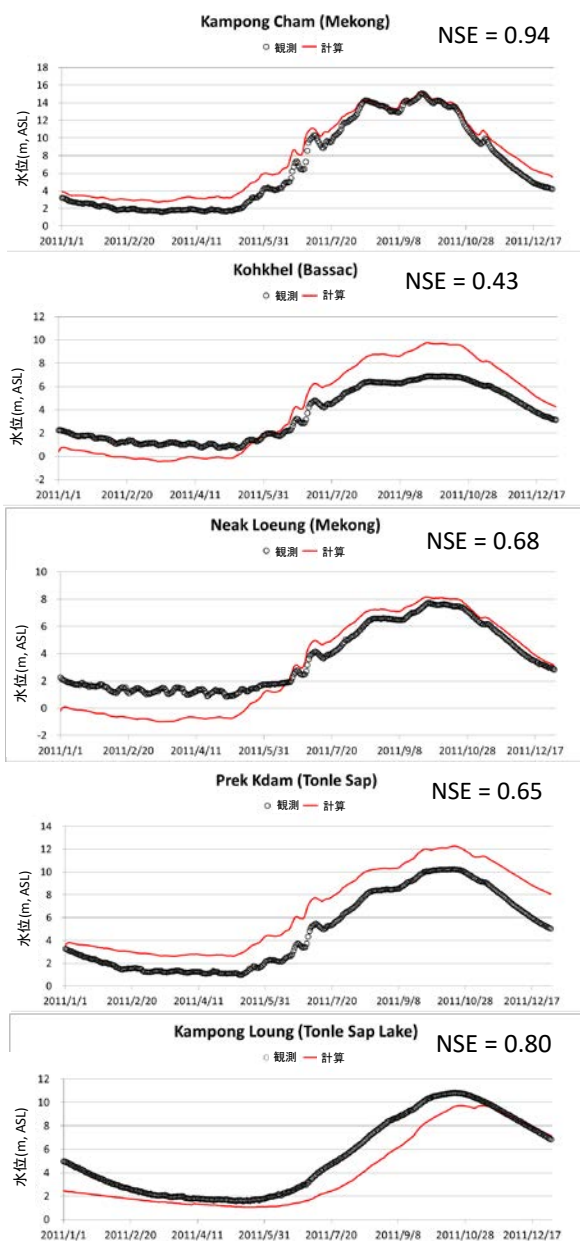 Kampong Cham (Mekong)
NSE = 0.94
観測 計算
水位(m, ASL)
18
16
14
12
10
8
6
4
2
0
2011/1/1 2011/2/20 2011/4/11 2011/5/31 2011/7/20 2011/9/8 2011/10/28 2011/12/17
Kohkhel (Bassac)
NSE = 0.43
観測 計算
水位(m, ASL)
12
10
8
6
4
2
0
-2
2011/1/1 2011/2/20 2011/4/11 2011/5/31 2011/7/20 2011/9/8 2011/10/28 2011/12/17
Neak Loeung (Mekong)
NSE = 0.68
観測 計算
水位(m, ASL)
10
8
6
4
2
0
-2
2011/1/1 2011/2/20 2011/4/11 2011/5/31 2011/7/20 2011/9/8 2011/10/28 2011/12/17
Prek Kdam (Tonle Sap)
NSE = 0.65
観測 計算
水位(m, ASL)
14
12
10
8
6
4
2
0
2011/1/1 2011/2/20 2011/4/11 2011/5/31 2011/7/20 2011/9/8 2011/10/28 2011/12/17
Kampong Loung (Tonle Sap Lake)
NSE = 0.80
観測 計算
水位(m, ASL)
12
10
8
6
4
2
0
2011/1/1 2011/2/20 2011/4/11 2011/5/31 2011/7/20 2011/9/8 2011/10/28 2011/12/17